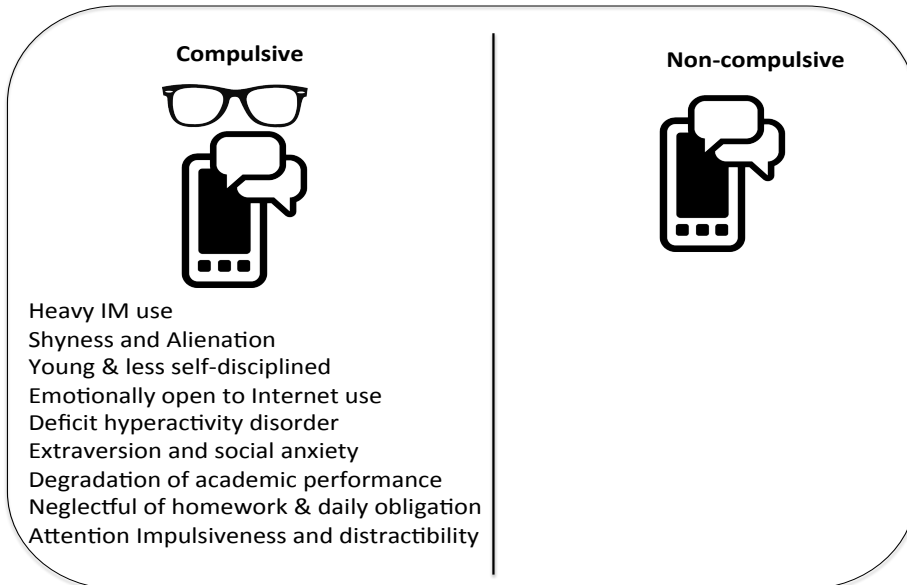 Compulsive
Non-compulsive
Heavy IM use
Shyness and Alienation
Young & less self-disciplined
Emotionally open to Internet use
Deficit hyperactivity disorder
Extraversion and social anxiety
Degradation of academic performance
Neglectful of homework & daily obligation
Attention Impulsiveness and distractibility